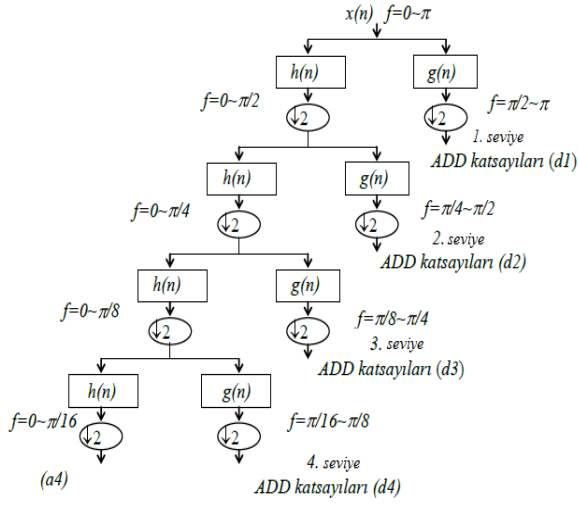 x(n) f=0~π
h(n) g(n)
f=0~π/2 ↓2 ↓2 f=π/2~π
1. seviye
ADD katsayıları (d1)
h(n) g(n)
f=0~π/4 ↓2 ↓2 f=π/4~π/2
2. seviye
ADD katsayıları (d2)
h(n) g(n)
f=0~π/8 ↓2 ↓2 f=π/8~π/4
3. seviye
ADD katsayıları (d3)
h(n) g(n)
f=0~π/16 ↓2 ↓2 f=π/16~π/8
(a4) 4. seviye
ADD katsayıları (d4)